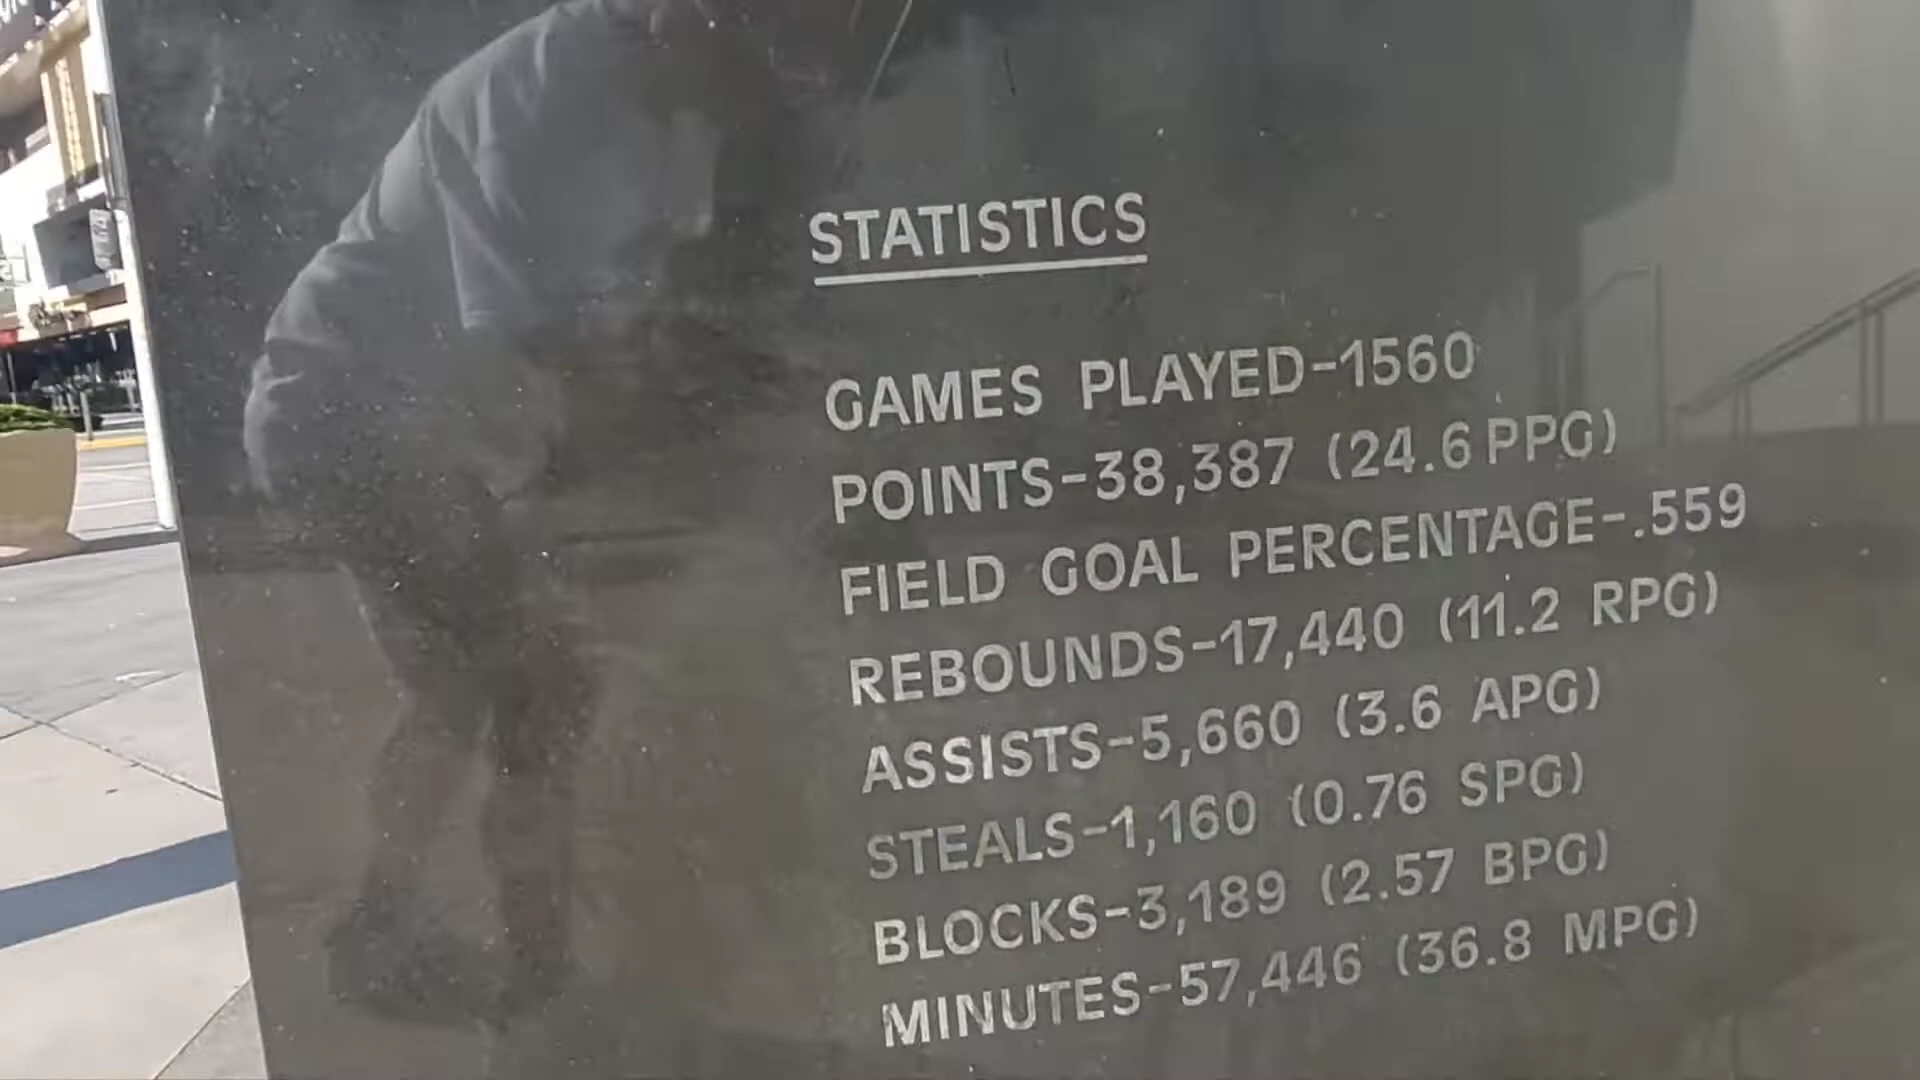 STATISTICS
GAMES PLAYED-1560
POINTS-38,387 (24.6 PPG)
FIELD GOAL PERCENTAGE-.559
REBOUNDS-17,440 (11.2 RPG)
ASSISTS-5,660 (3.6 APG)
STEALS-1,160 (0.76 SPG)
BLOCKS-3,189 (2.57 BPG)
MINUTES-57,446 (36.8 MPG)